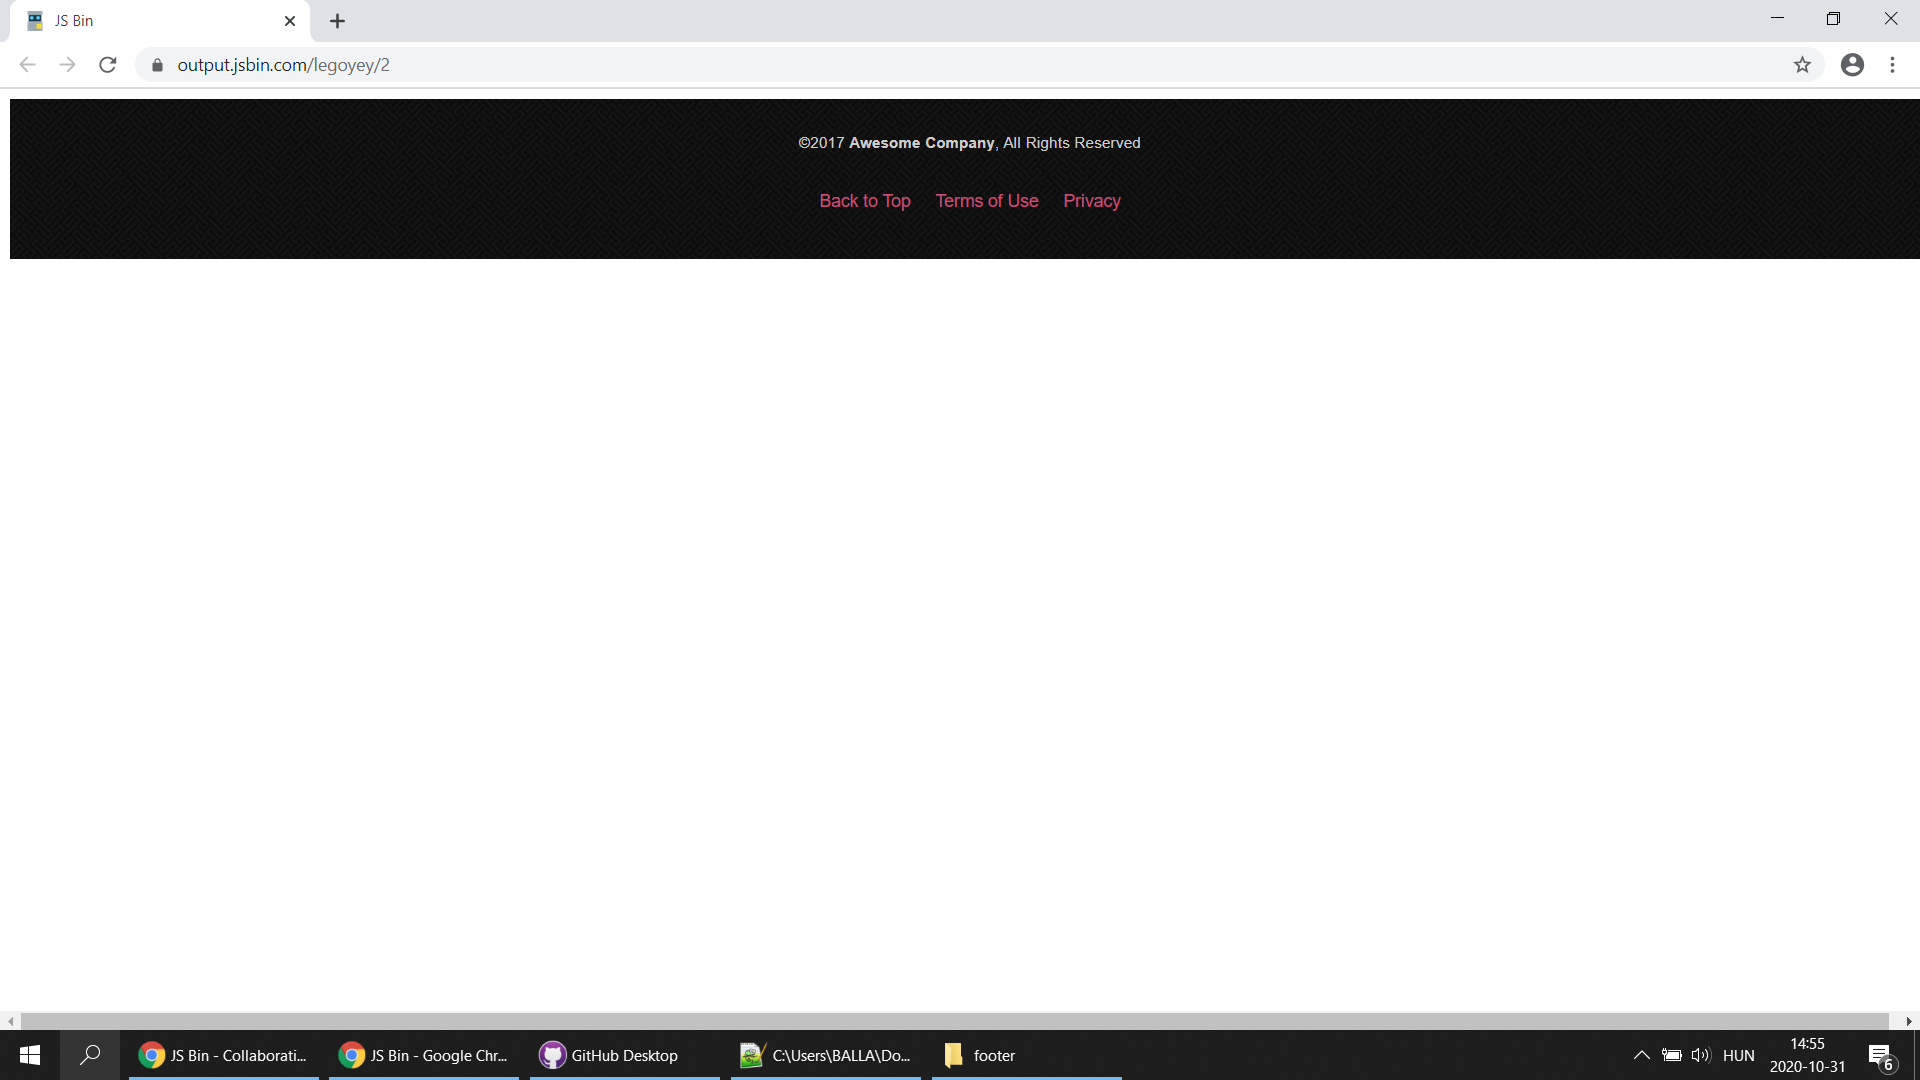 JS Bin
output.jsbin.com/legoyey/2
©2017 Awesome Company, All Rights Reserved
Back to Top Terms of Use Privacy
JS Bin - Collaborati... JS Bin - Google Chr... GitHub Desktop C:\Users\BALLA\Do... footer HUN 14:55
2020-10-31 6